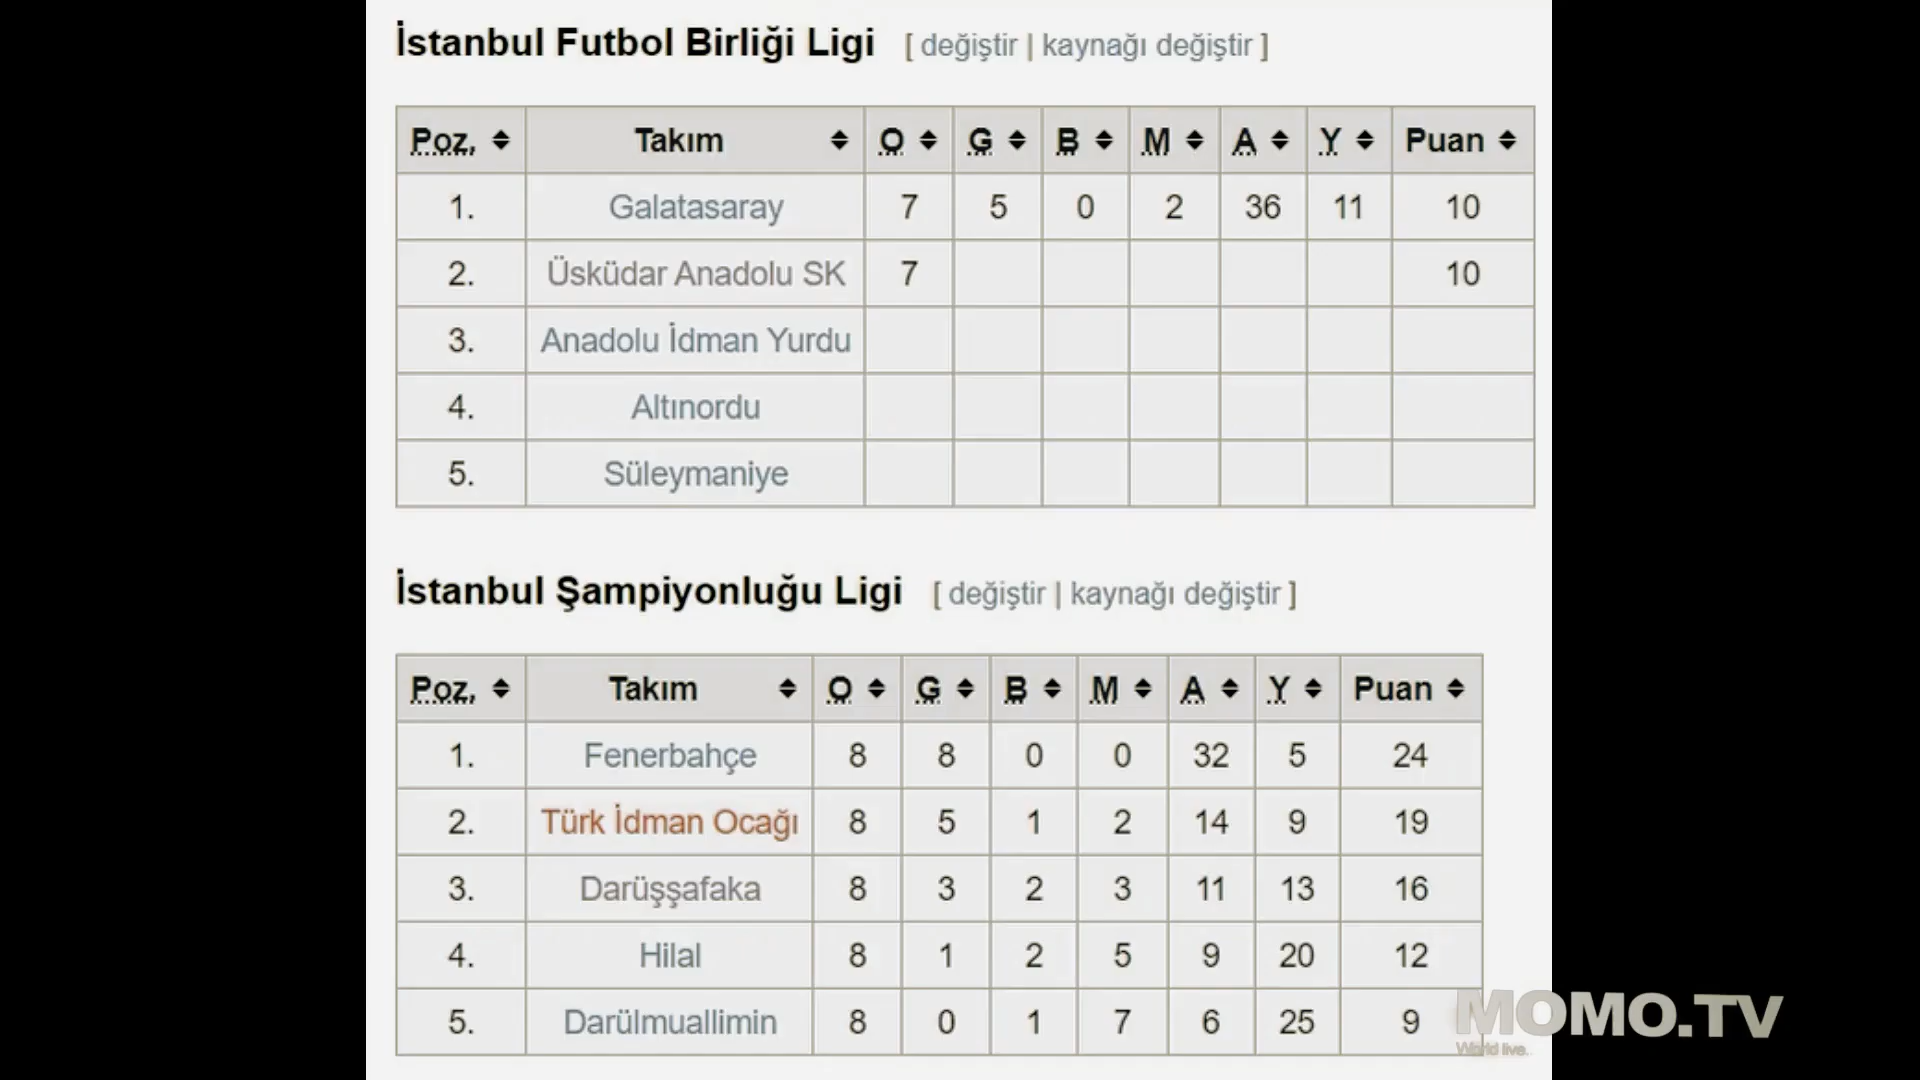 İstanbul Futbol Birliği Ligi [ değiştir | kaynağı değiştir ]
Poz. Takım O G B M A Y Puan
1. Galatasaray 7 5 0 2 36 11 10
2. Üsküdar Anadolu SK 7 10
3. Anadolu İdman Yurdu
4. Altınordu
5. Süleymaniye
İstanbul Şampiyonluğu Ligi [ değiştir | kaynağı değiştir ]
Poz. Takım O G B M A Y Puan
1. Fenerbahçe 8 8 0 0 32 5 24
2. Türk İdman Ocağı 8 5 1 2 14 9 19
3. Darüşşafaka 8 3 2 3 11 13 16
4. Hilal 8 1 2 5 9 20 12
5. Darülmuallimin 8 0 1 7 6 25 9
MOMO.TV
World live..